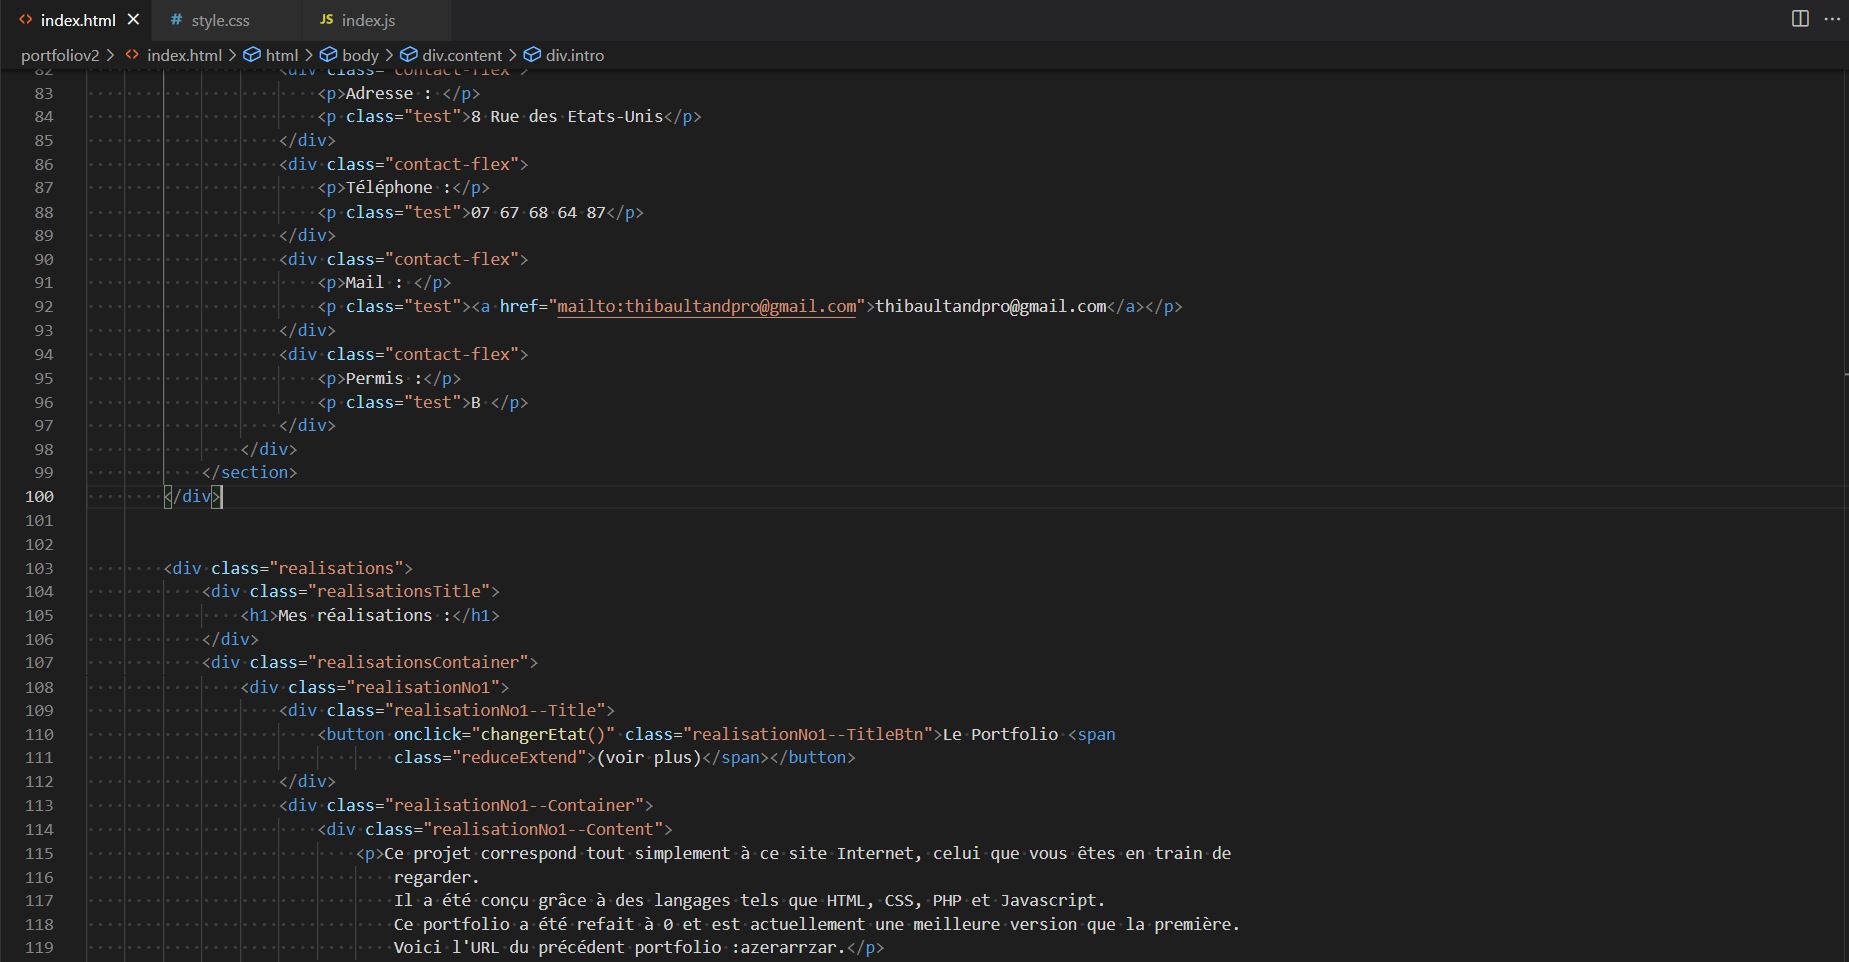 index.html
style.css
index.js
portfoliov2 > index.html > html > body > div.content > div.intro
82 <div class="contact-flex">
83 <p>Adresse : </p>
84 <p class="test">8 Rue des Etats-Unis</p>
85 </div>
86 <div class="contact-flex">
87 <p>Téléphone :</p>
88 <p class="test">07 67 68 64 87</p>
89 </div>
90 <div class="contact-flex">
91 <p>Mail : </p>
92 <p class="test"><a href="mailto:thibaultandpro@gmail.com">thibaultandpro@gmail.com</a></p>
93 </div>
94 <div class="contact-flex">
95 <p>Permis :</p>
96 <p class="test">B </p>
97 </div>
98 </div>
99 </section>
100 </div>
101
102
103 <div class="realisations">
104 <div class="realisationsTitle">
105 <h1>Mes réalisations :</h1>
106 </div>
107 <div class="realisationsContainer">
108 <div class="realisationNo1">
109 <div class="realisationNo1--Title">
110 <button onclick="changerEtat()" class="realisationNo1--TitleBtn">Le Portfolio <span
111 class="reduceExtend">(voir plus)</span></button>
112 </div>
113 <div class="realisationNo1--Container">
114 <div class="realisationNo1--Content">
115 <p>Ce projet correspond tout simplement à ce site Internet, celui que vous êtes en train de
116 regarder.
117 Il a été conçu grâce à des langages tels que HTML, CSS, PHP et Javascript.
118 Ce portfolio a été refait à 0 et est actuellement une meilleure version que la première.
119 Voici l'URL du précédent portfolio :azerarrzar.</p>